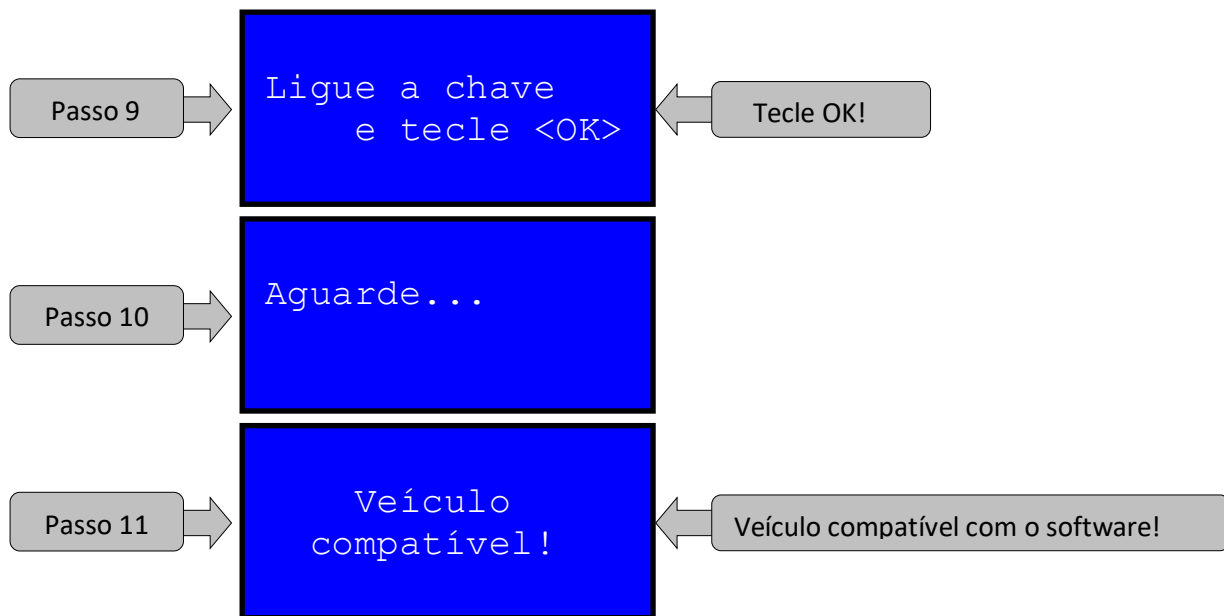 Passo 9
Ligue a chave
e tecle <OK>
Tecle OK!
Passo 10
Aguarde...
Passo 11
Veículo
compatível!
Veículo compatível com o software!